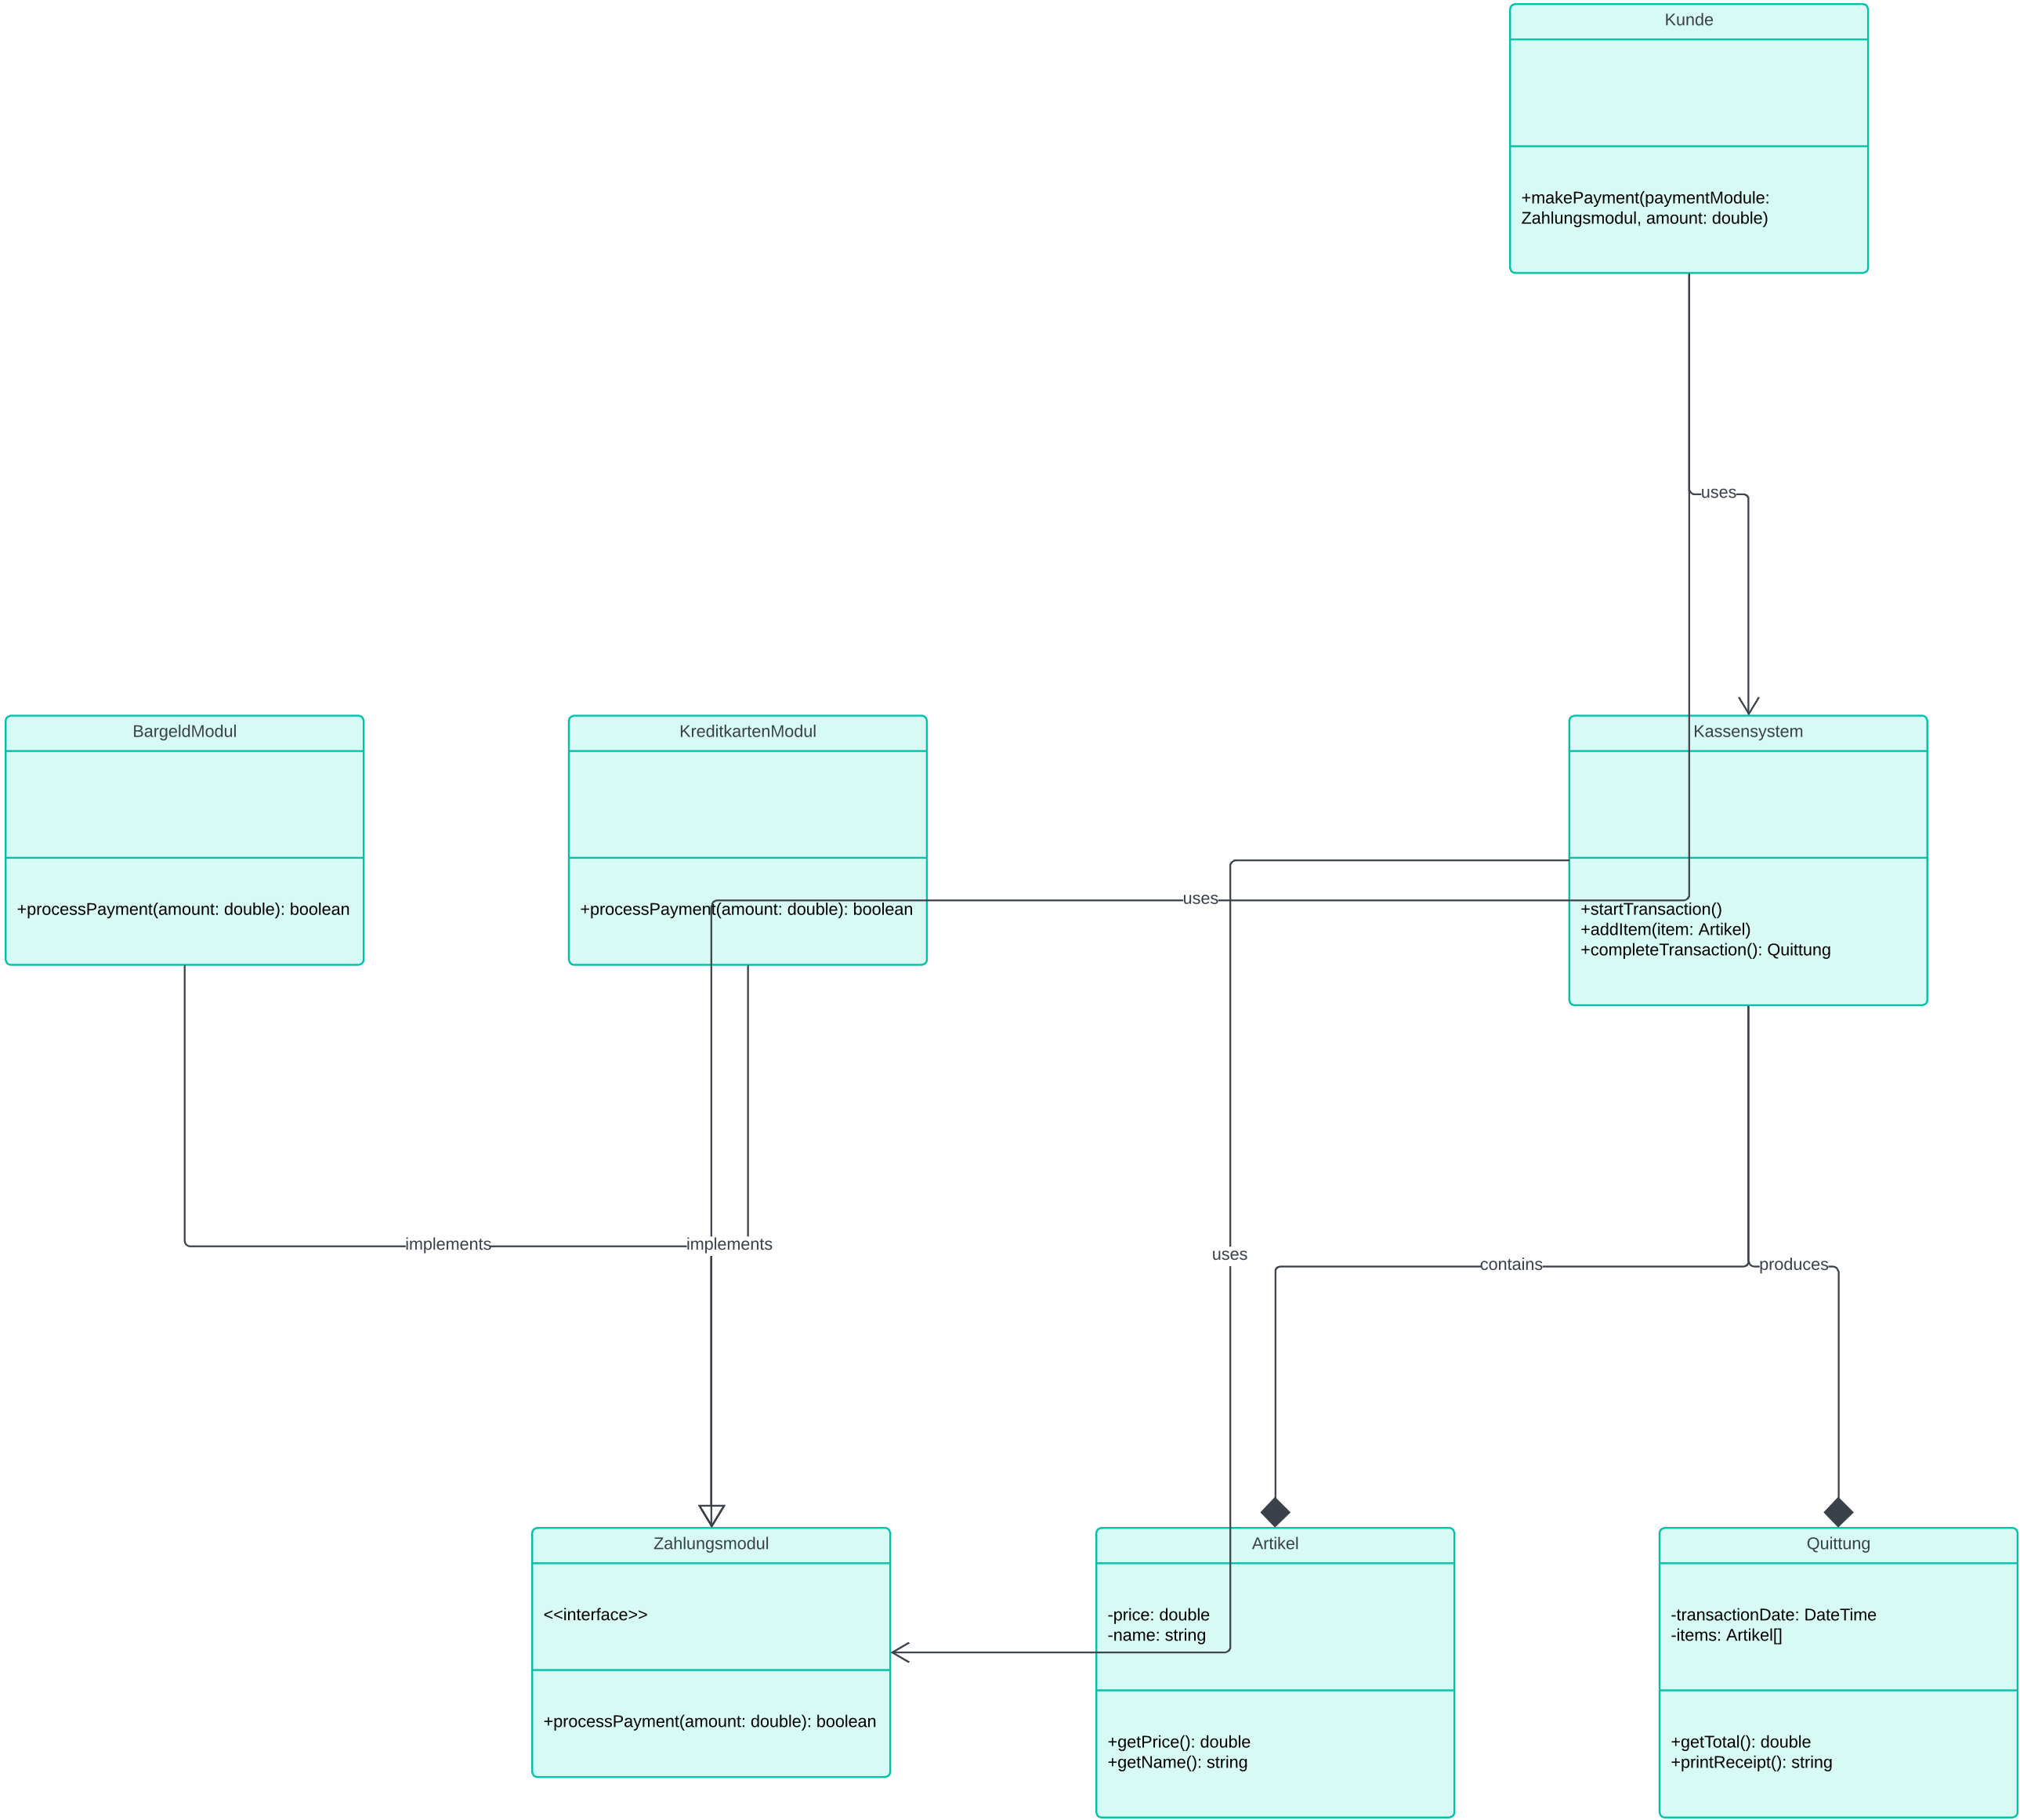 Kunde
+makePayment(paymentModule:
Zahlungsmodul, amount: double)
uses
BargeldModul
+processPayment(amount: double): boolean
KreditkartenModul
+processPayment(amount: double): boolean
Kassensystem
+startTransaction()
+addItem(item: Artikel)
+completeTransaction(): Quittung
uses
implements
implements
uses
contains
produces
Zahlungsmodul
<<interface>>
+processPayment(amount: double): boolean
Artikel
-price: double
-name: string
+getPrice(): double
+getName(): string
Quittung
-transactionDate: DateTime
-items: Artikel[]
+getTotal(): double
+printReceipt(): string